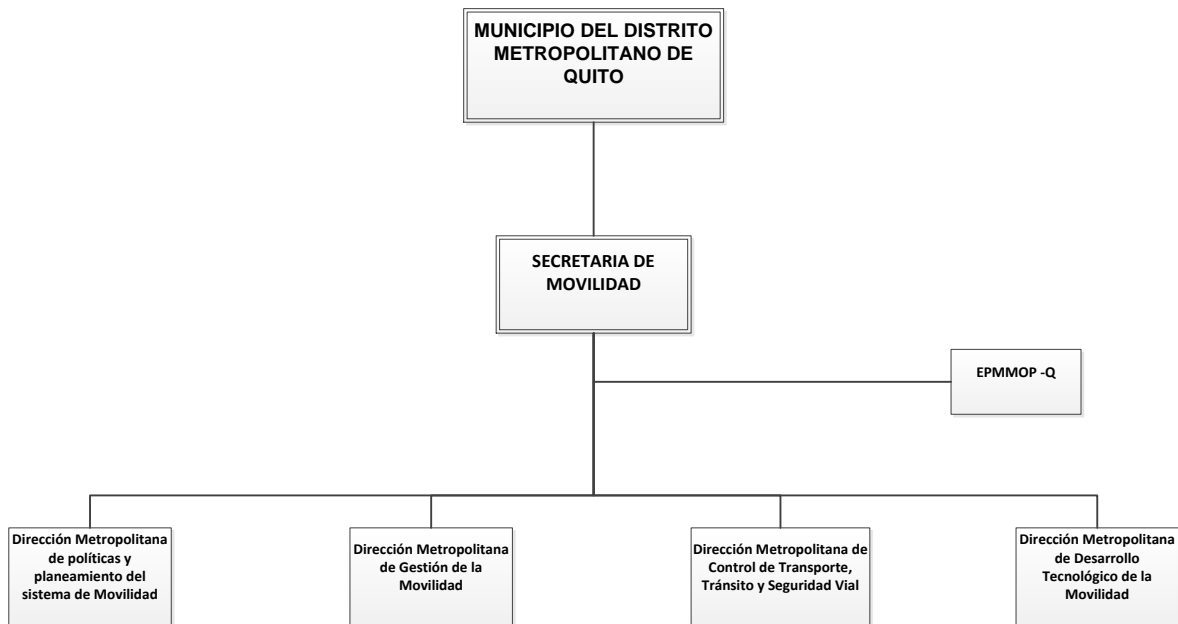 MUNICIPIO DEL DISTRITO
METROPOLITANO DE
QUITO
SECRETARIA DE
MOVILIDAD
EPMMOP -Q
Dirección Metropolitana
de políticas y
planeamiento del
sistema de Movilidad
Dirección Metropolitana
de Gestión de la
Movilidad
Dirección Metropolitana de
Control de Transporte,
Tránsito y Seguridad Vial
Dirección Metropolitana
de Desarrollo
Tecnológico de la
Movilidad